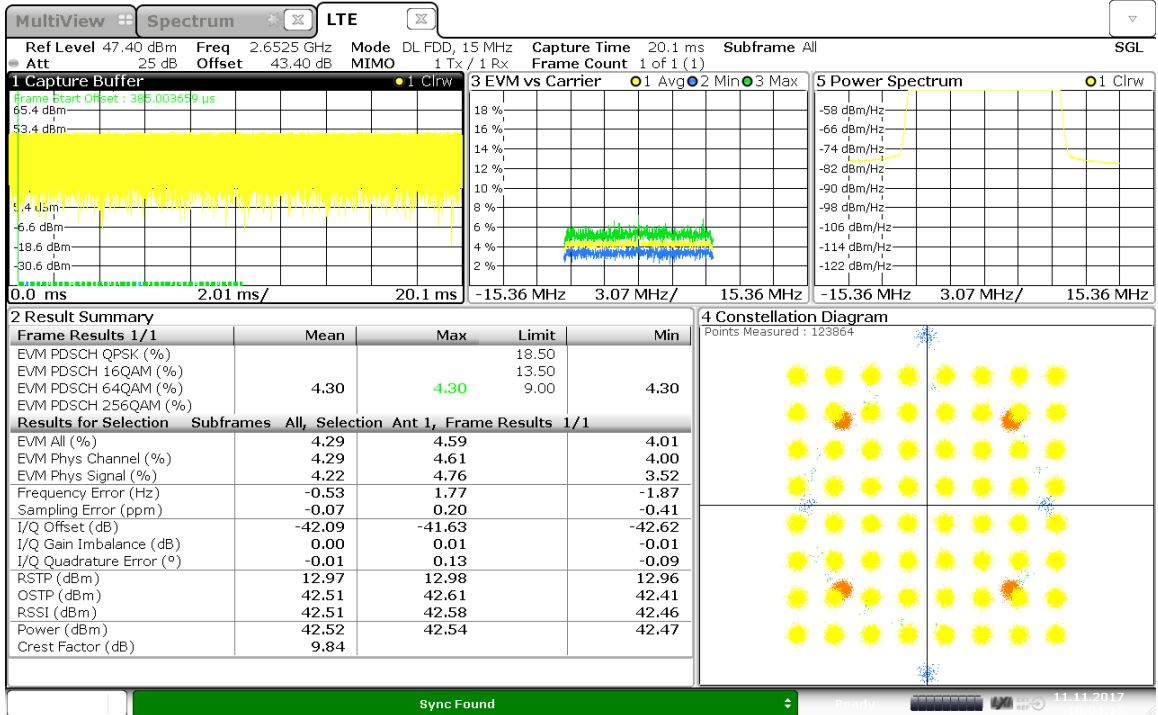 MultiView Spectrum LTE
Ref Level 47.40 dBm Freq 2.6525 GHz Mode DL FDD, 15 MHz Capture Time 20.1 ms Subframe All SGL
Att 25 dB Offset 43.40 dB MIMO 1 Tx / 1 Rx Frame Count 1 of 1 (1)
1 Capture Buffer 1 Clrw
Frame Start Offset : 385.003659 µs
65.4 dBm
53.4 dBm
5.4 dBm
-6.6 dBm
-18.6 dBm
-30.6 dBm
0.0 ms 2.01 ms/ 20.1 ms
3 EVM vs Carrier 1 Avg 2 Min 3 Max
18 %
16 %
14 %
12 %
10 %
8 %
6 %
4 %
2 %
-15.36 MHz 3.07 MHz/ 15.36 MHz
5 Power Spectrum 1 Clrw
-58 dBm/Hz
-66 dBm/Hz
-74 dBm/Hz
-82 dBm/Hz
-90 dBm/Hz
-98 dBm/Hz
-106 dBm/Hz
-114 dBm/Hz
-122 dBm/Hz
-15.36 MHz 3.07 MHz/ 15.36 MHz
2 Result Summary
Frame Results 1/1 Mean Max Limit Min
EVM PDSCH QPSK (%) 18.50
EVM PDSCH 16QAM (%) 13.50
EVM PDSCH 64QAM (%) 4.30 4.30 9.00 4.30
EVM PDSCH 256QAM (%)
Results for Selection Subframes All, Selection Ant 1, Frame Results 1/1
EVM All (%) 4.29 4.59 4.01
EVM Phys Channel (%) 4.29 4.61 4.00
EVM Phys Signal (%) 4.22 4.76 3.52
Frequency Error (Hz) -0.53 1.77 -1.87
Sampling Error (ppm) -0.07 0.20 -0.41
I/Q Offset (dB) -42.09 -41.63 -42.62
I/Q Gain Imbalance (dB) 0.00 0.01 -0.01
I/Q Quadrature Error (°) -0.01 0.13 -0.09
RSTP (dBm) 12.97 12.98 12.96
OSTP (dBm) 42.51 42.61 42.41
RSSI (dBm) 42.51 42.58 42.46
Power (dBm) 42.52 42.54 42.47
Crest Factor (dB) 9.84
4 Constellation Diagram
Points Measured : 123864
Sync Found
Ready
LXI
EXT
REF
11.11.2017